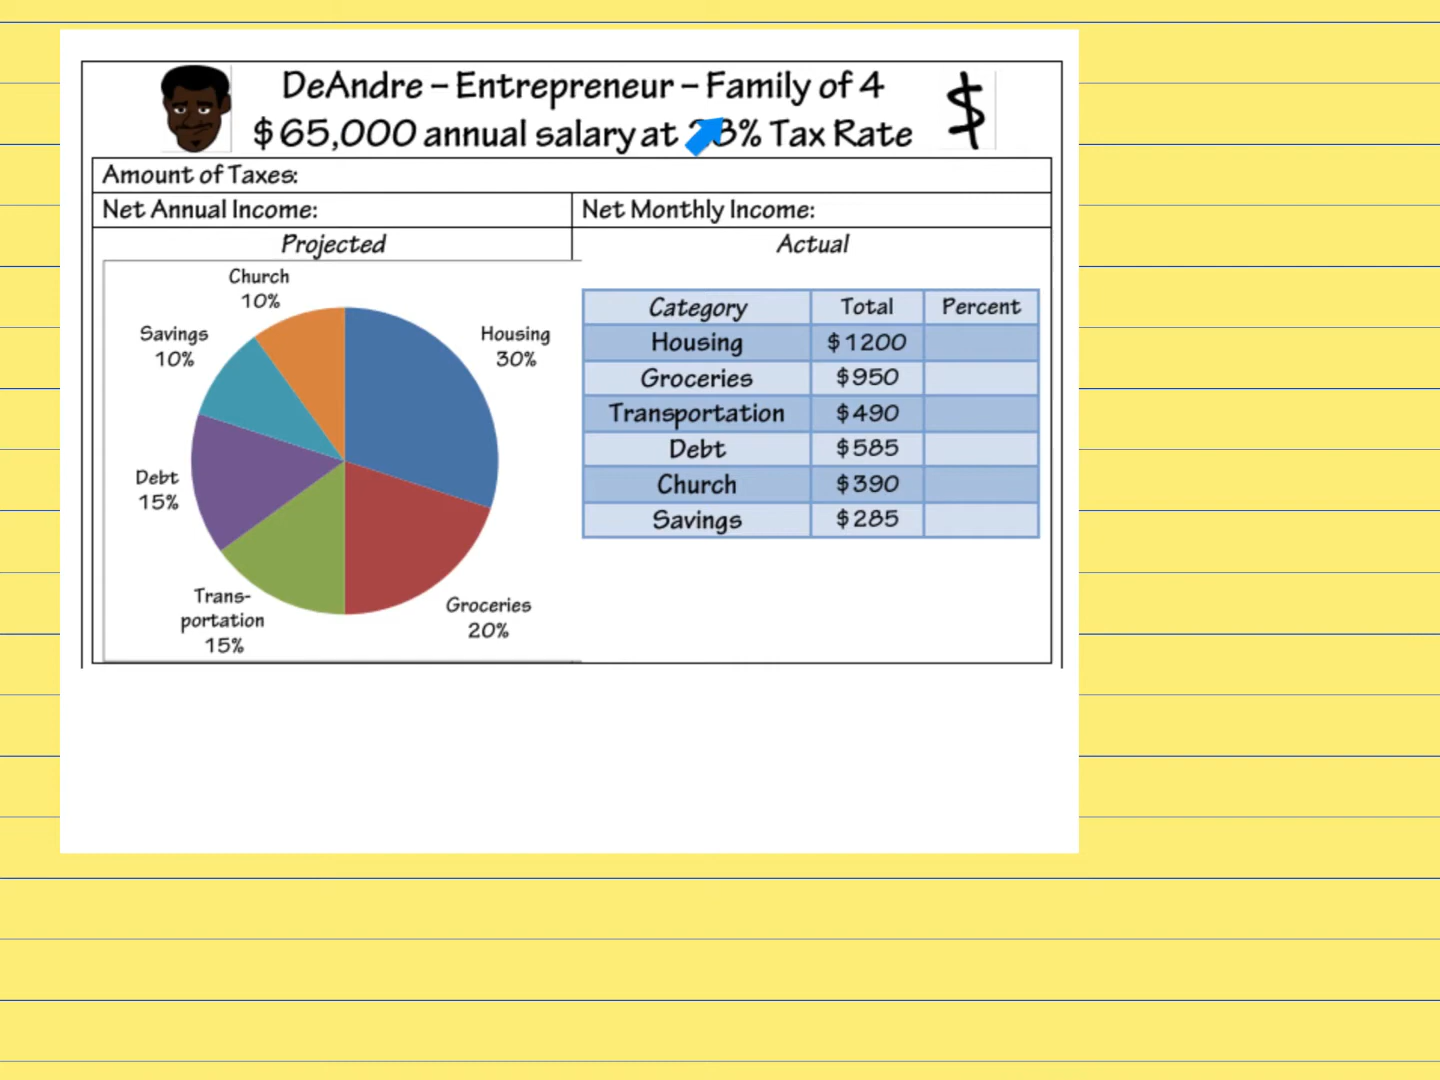 DeAndre – Entrepreneur – Family of 4
$65,000 annual salary at % Tax Rate
$
Amount of Taxes:
Net Annual Income:
Net Monthly Income:
Projected
Actual
Church
10%
Savings
10%
Housing
30%
Debt
15%
Trans-
portation
15%
Groceries
20%
Category Total Percent
Housing $1200
Groceries $950
Transportation $490
Debt $585
Church $390
Savings $285